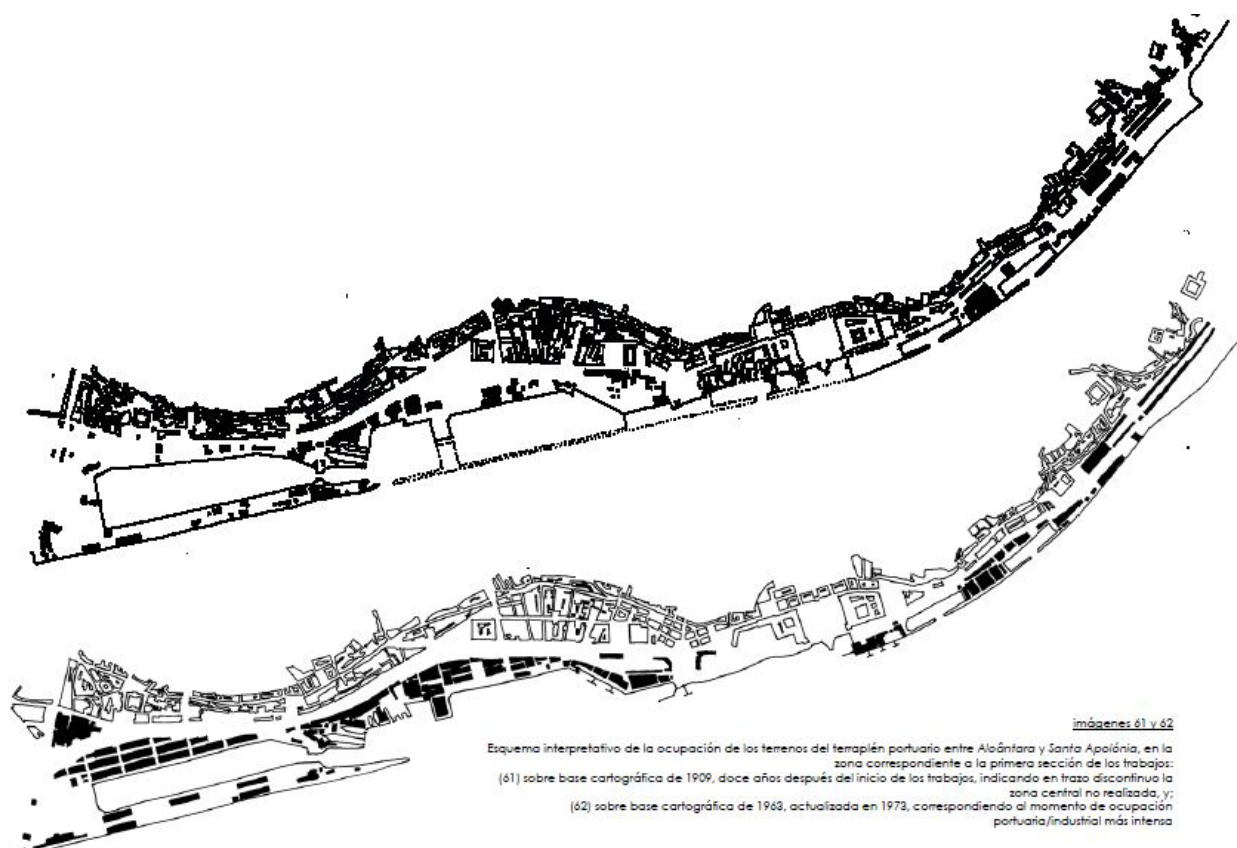 imágenes 61 y 62
Esquema interpretativo de la ocupación de los terrenos del terraplén portuario entre Alcântara y Santa Apolónia, en la
zona correspondiente a la primera sección de los trabajos:
(61) sobre base cartográfica de 1909, doce años después del inicio de los trabajos, indicando en trazo discontinuo la
zona central no realizada, y;
(62) sobre base cartográfica de 1963, actualizada en 1973, correspondiendo al momento de ocupación
portuaria/industrial más intensa